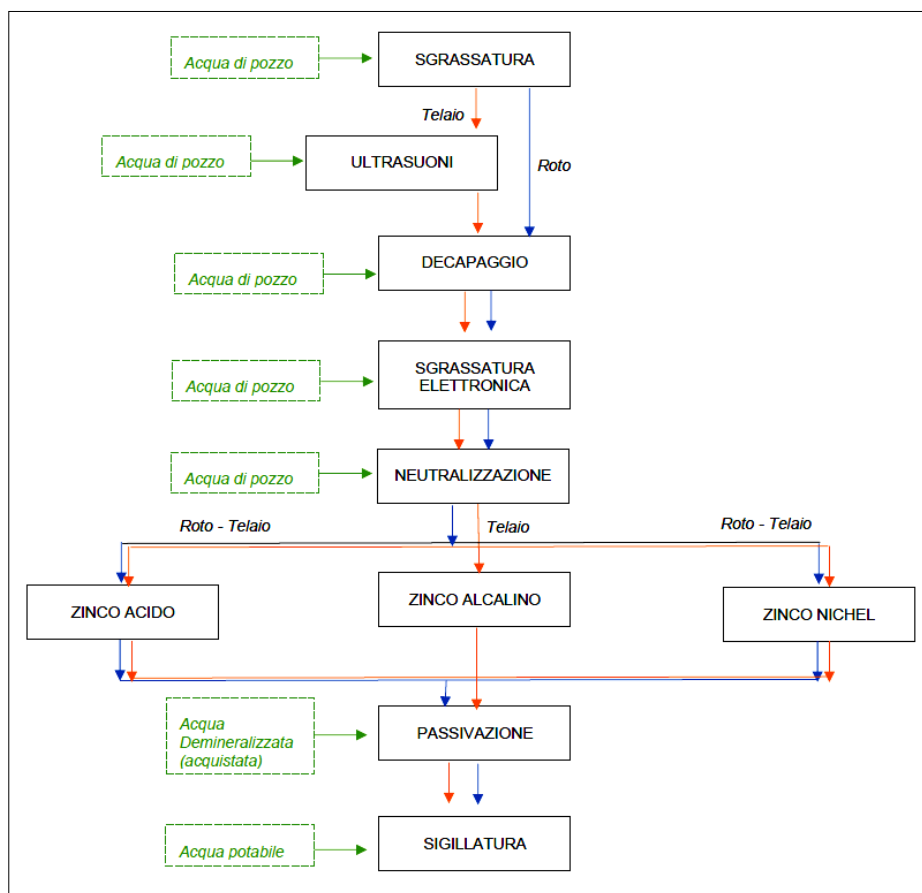 Acqua di pozzo
SGRASSATURA
Telaio
Acqua di pozzo
ULTRASUONI
Roto
DECAPAGGIO
Acqua di pozzo
SGRASSATURA
ELETTRONICA
Acqua di pozzo
NEUTRALIZZAZIONE
Acqua di pozzo
Roto - Telaio
Telaio
Roto - Telaio
ZINCO ACIDO
ZINCO ALCALINO
ZINCO NICHEL
Acqua
Demineralizzata
(acquistata)
PASSIVAZIONE
Acqua potabile
SIGILLATURA